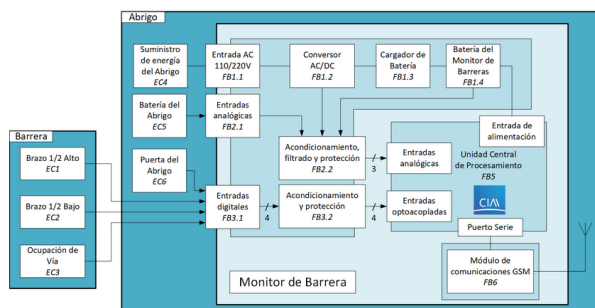 Abrigo
Suministro
de energía
del Abrigo
EC4
Entrada AC
110/220V
FB1.1
Conversor
AC/DC
FB1.2
Cargador de
Batería
FB1.3
Batería del
Monitor de
Barreras
FB1.4
Batería del
Abrigo
EC5
Entradas
analógicas
FB2.1
Entrada de
alimentación
Barrera
Brazo 1/2 Alto
EC1
Puerta del
Abrigo
EC6
Acondicionamiento,
filtrado y protección
FB2.2
3
Entradas
analógicas
Unidad Central
de Procesamiento
FB5
Brazo 1/2 Bajo
EC2
Entradas
digitales
FB3.1
4
Acondicionamiento
y protección
FB3.2
4
Entradas
optoacopladas
CIAA
Puerto Serie
Ocupación de
Vía
EC3
Monitor de Barrera
Módulo de
comunicaciones GSM
FB6